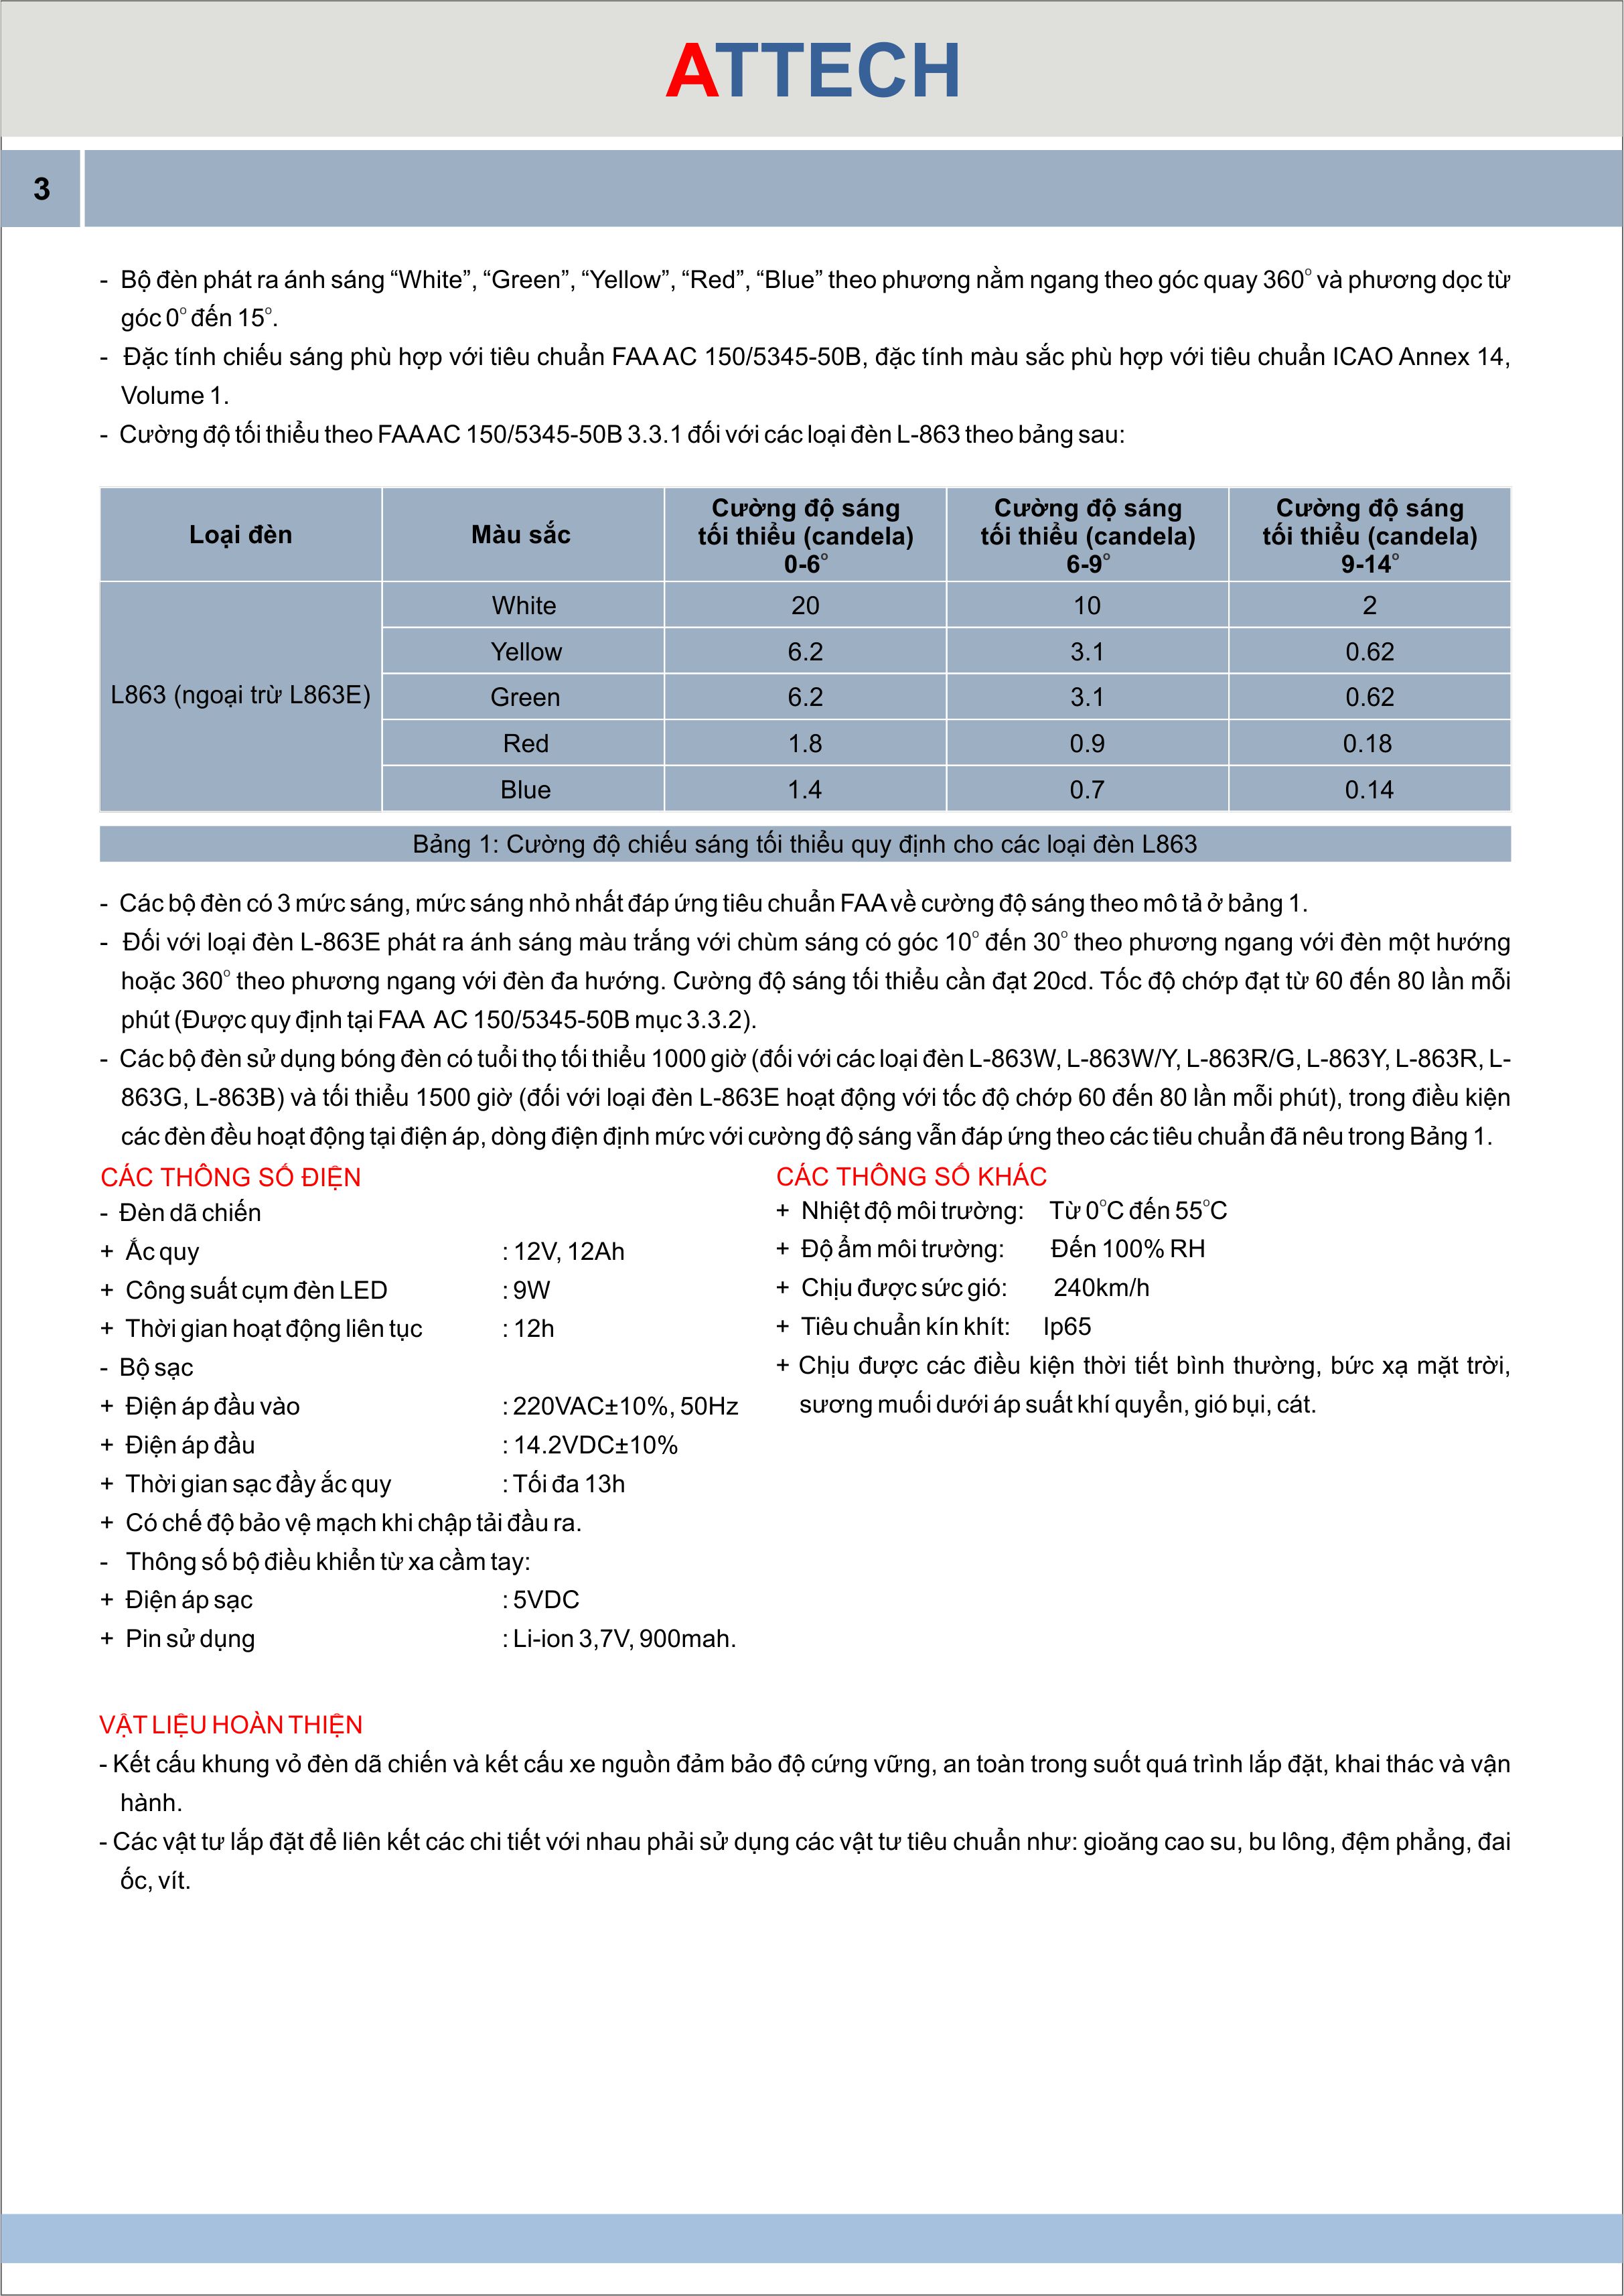 ATTECH
3
- Bộ đèn phát ra ánh sáng “White”, “Green”, “Yellow”, “Red”, “Blue” theo phương nằm ngang theo góc quay 360° và phương dọc từ
góc 0° đến 15°.
- Đặc tính chiếu sáng phù hợp với tiêu chuẩn FAA AC 150/5345-50B, đặc tính màu sắc phù hợp với tiêu chuẩn ICAO Annex 14,
Volume 1.
- Cường độ tối thiểu theo FAA AC 150/5345-50B 3.3.1 đối với các loại đèn L-863 theo bảng sau:
Loại đèn Màu sắc Cường độ sáng tối thiểu (candela) 0-6° Cường độ sáng tối thiểu (candela) 6-9° Cường độ sáng tối thiểu (candela) 9-14°
L863 (ngoại trừ L863E)
White 20 10 2
Yellow 6.2 3.1 0.62
Green 6.2 3.1 0.62
Red 1.8 0.9 0.18
Blue 1.4 0.7 0.14
Bảng 1: Cường độ chiếu sáng tối thiểu quy định cho các loại đèn L863
- Các bộ đèn có 3 mức sáng, mức sáng nhỏ nhất đáp ứng tiêu chuẩn FAA về cường độ sáng theo mô tả ở bảng 1.
- Đối với loại đèn L-863E phát ra ánh sáng màu trắng với chùm sáng có góc 10° đến 30° theo phương ngang với đèn một hướng
hoặc 360° theo phương ngang với đèn đa hướng. Cường độ sáng tối thiểu cần đạt 20cd. Tốc độ chớp đạt từ 60 đến 80 lần mỗi
phút (Được quy định tại FAA AC 150/5345-50B mục 3.3.2).
- Các bộ đèn sử dụng bóng đèn có tuổi thọ tối thiểu 1000 giờ (đối với các loại đèn L-863W, L-863W/Y, L-863R/G, L-863Y, L-863R, L-
863G, L-863B) và tối thiểu 1500 giờ (đối với loại đèn L-863E hoạt động với tốc độ chớp 60 đến 80 lần mỗi phút), trong điều kiện
các đèn đều hoạt động tại điện áp, dòng điện định mức với cường độ sáng vẫn đáp ứng theo các tiêu chuẩn đã nêu trong Bảng 1.
CÁC THÔNG SỐ ĐIỆN
- Đèn dã chiến
+ Ắc quy : 12V, 12Ah
+ Công suất cụm đèn LED : 9W
+ Thời gian hoạt động liên tục : 12h
- Bộ sạc
+ Điện áp đầu vào : 220VAC±10%, 50Hz
+ Điện áp đầu : 14.2VDC±10%
+ Thời gian sạc đầy ắc quy : Tối đa 13h
+ Có chế độ bảo vệ mạch khi chập tải đầu ra.
- Thông số bộ điều khiển từ xa cầm tay:
+ Điện áp sạc : 5VDC
+ Pin sử dụng : Li-ion 3,7V, 900mah.
CÁC THÔNG SỐ KHÁC
+ Nhiệt độ môi trường: Từ 0°C đến 55°C
+ Độ ẩm môi trường: Đến 100% RH
+ Chịu được sức gió: 240km/h
+ Tiêu chuẩn kín khít: Ip65
+ Chịu được các điều kiện thời tiết bình thường, bức xạ mặt trời,
sương muối dưới áp suất khí quyển, gió bụi, cát.
VẬT LIỆU HOÀN THIỆN
- Kết cấu khung vỏ đèn dã chiến và kết cấu xe nguồn đảm bảo độ cứng vững, an toàn trong suốt quá trình lắp đặt, khai thác và vận
hành.
- Các vật tư lắp đặt để liên kết các chi tiết với nhau phải sử dụng các vật tư tiêu chuẩn như: gioăng cao su, bu lông, đệm phẳng, đai
ốc, vít.